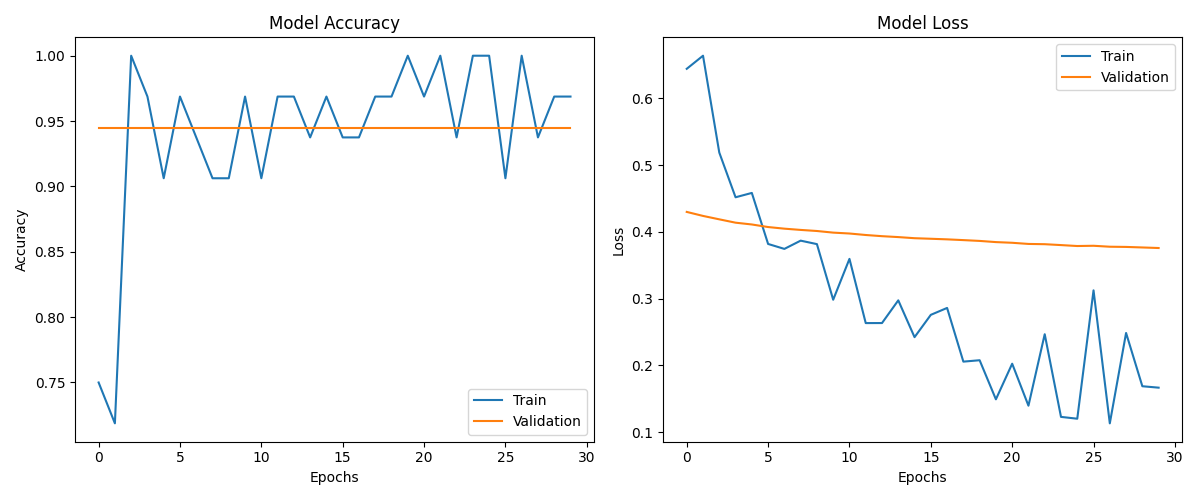 Model Accuracy
Accuracy
1.00
0.95
0.90
0.85
0.80
0.75
0 5 10 15 20 25 30
Epochs
Train
Validation
Model Loss
Loss
0.6
0.5
0.4
0.3
0.2
0.1
0 5 10 15 20 25 30
Epochs
Train
Validation